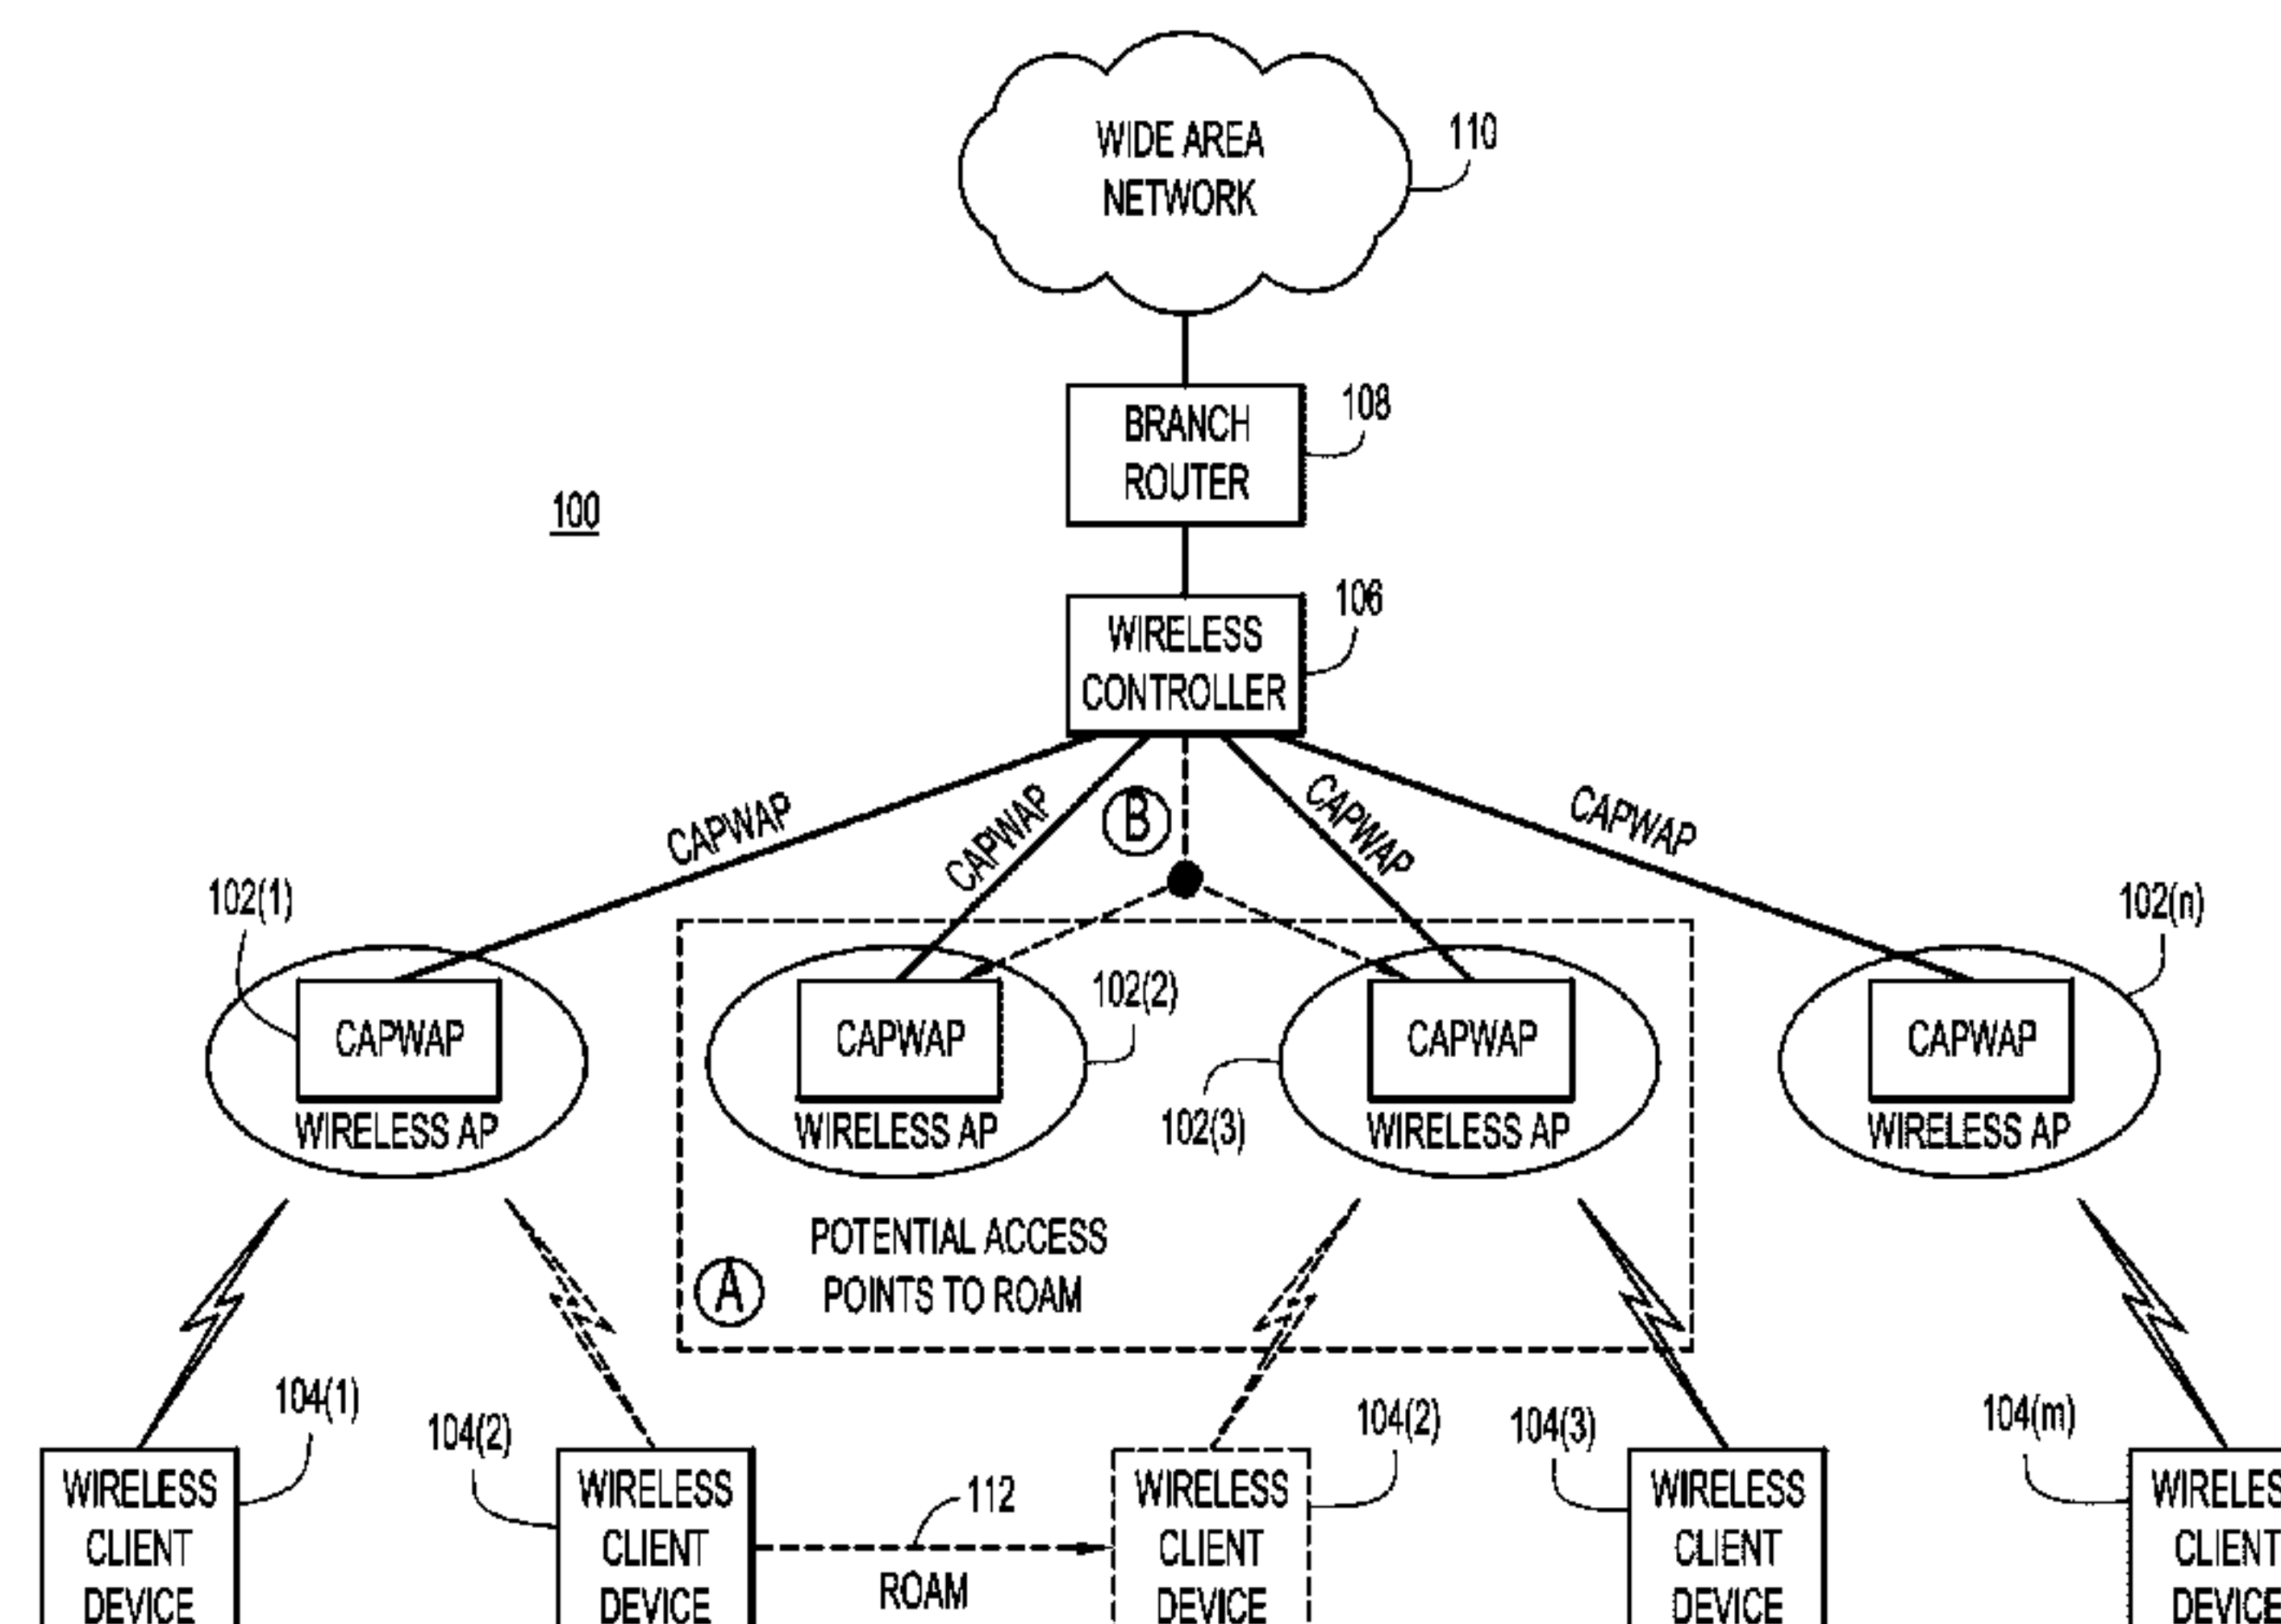 WIDE AREA
NETWORK
110
BRANCH
ROUTER
108
100
WIRELESS
CONTROLLER
106
CAPWAP
CAPWAP
B
CAPWAP
CAPWAP
102(1)
102(n)
CAPWAP
WIRELESS AP
CAPWAP
WIRELESS AP
102(2)
102(3)
CAPWAP
WIRELESS AP
CAPWAP
WIRELESS AP
A
POTENTIAL ACCESS
POINTS TO ROAM
104(1)
104(2)
104(2)
104(3)
104(m)
WIRELESS
CLIENT
DEVICE
WIRELESS
CLIENT
DEVICE
112
ROAM
WIRELESS
CLIENT
DEVICE
WIRELESS
CLIENT
DEVICE
WIRELES
CLIENT
DEVICE